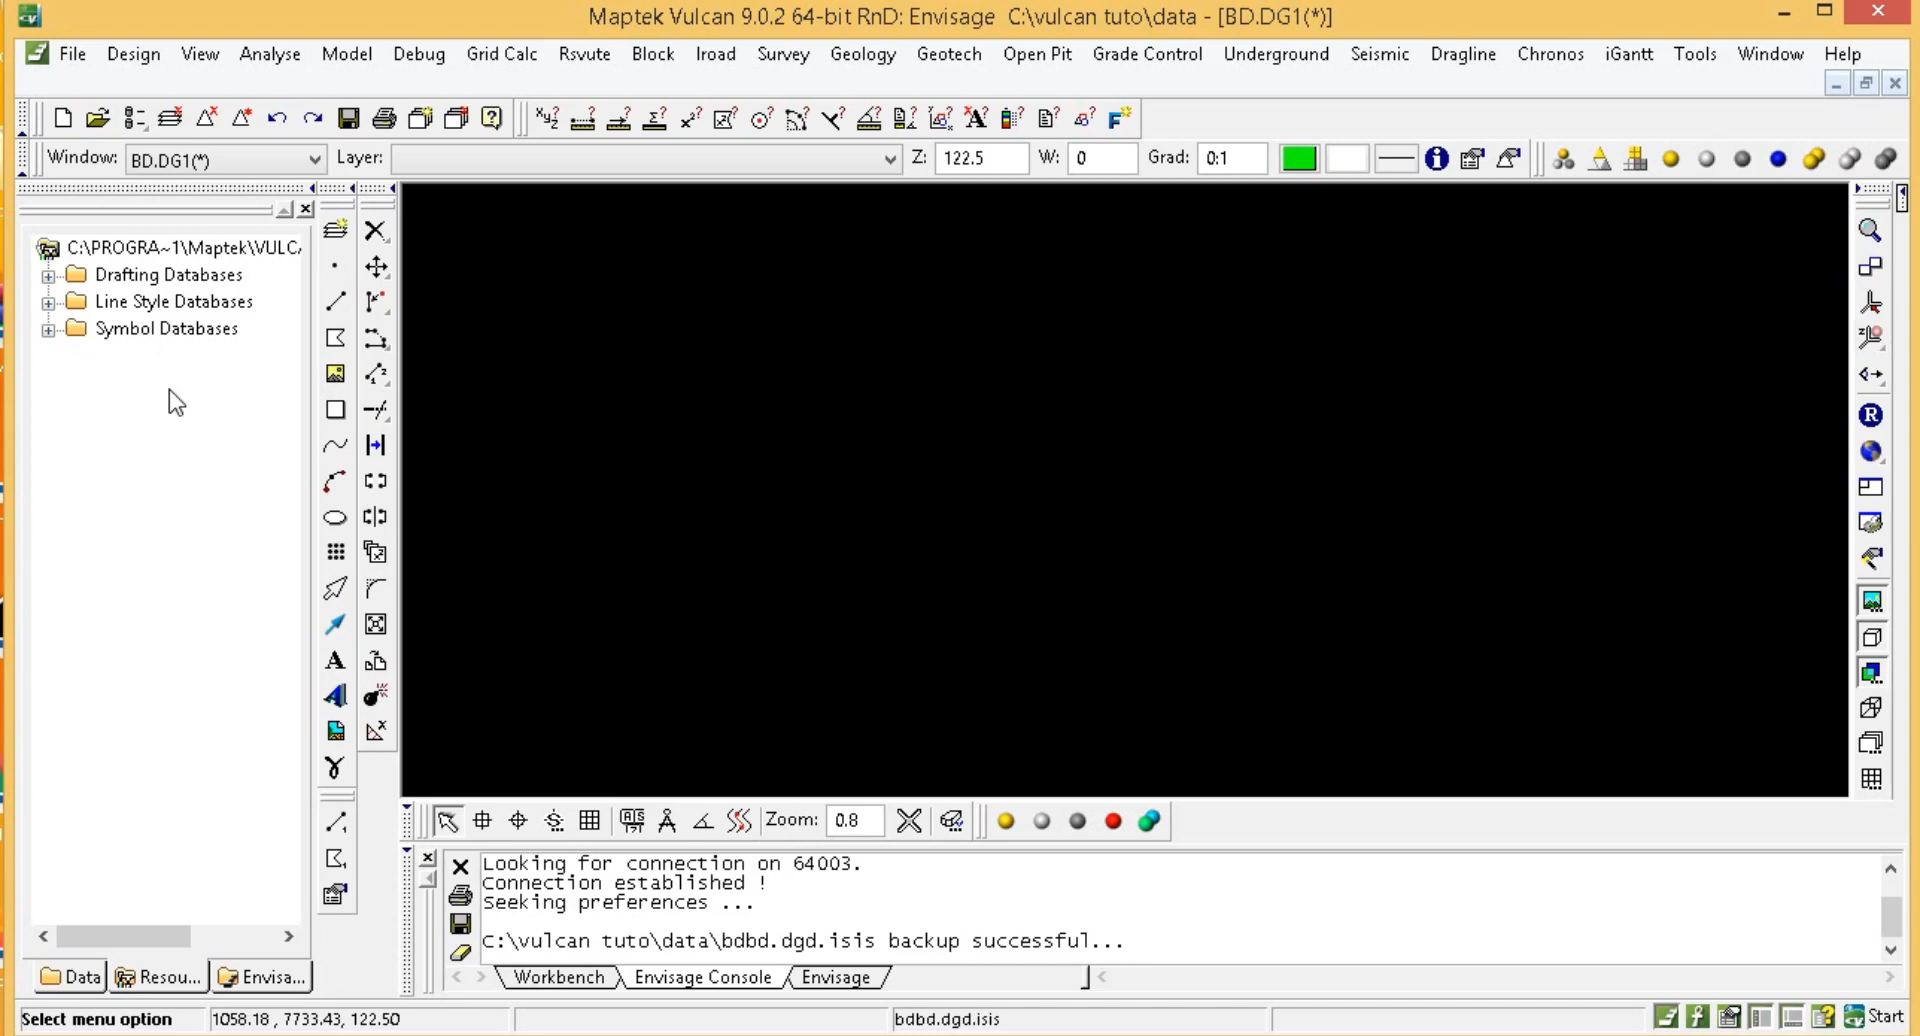 Maptek Vulcan 9.0.2 64-bit RnD: Envisage C:\vulcan tuto\data - [BD.DG1(*)]
File Design View Analyse Model Debug Grid Calc Rsvute Block Iroad Survey Geology Geotech Open Pit Grade Control Underground Seismic Dragline Chronos iGantt Tools Window Help
Window: BD.DG1(*) Layer: Z: 122.5 W: 0 Grad: 0:1
C:\PROGRA~1\Maptek\VULC
Drafting Databases
Line Style Databases
Symbol Databases
Zoom: 0.8
Looking for connection on 64003.
Connection established !
Seeking preferences ...
C:\vulcan tuto\data\bdbd.dgd.isis backup successful...
Data Resou... Envisa... Workbench Envisage Console Envisage
Select menu option 1058.18 , 7733.43, 122.50 bdbd.dgd.isis Start